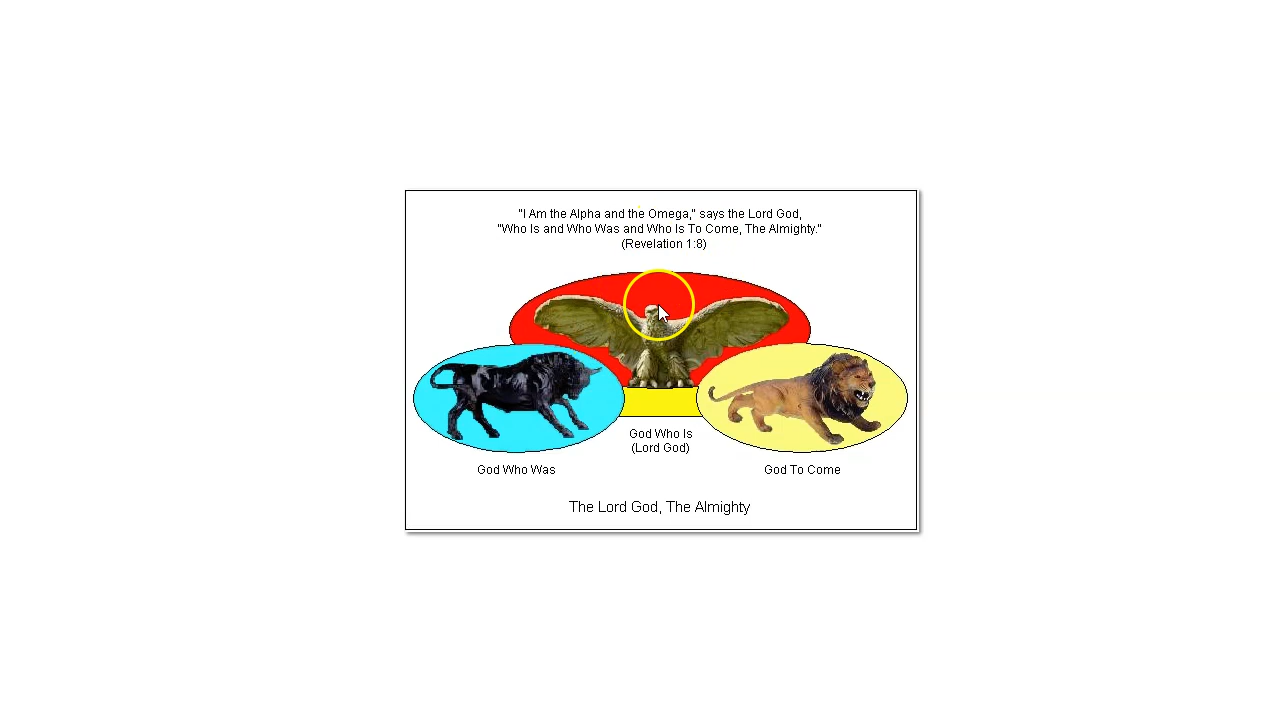 "I Am the Alpha and the Omega," says the Lord God,
"Who Is and Who Was and Who Is To Come, The Almighty."
(Revelation 1:8)
God Who Is
(Lord God)
God Who Was
God To Come
The Lord God, The Almighty